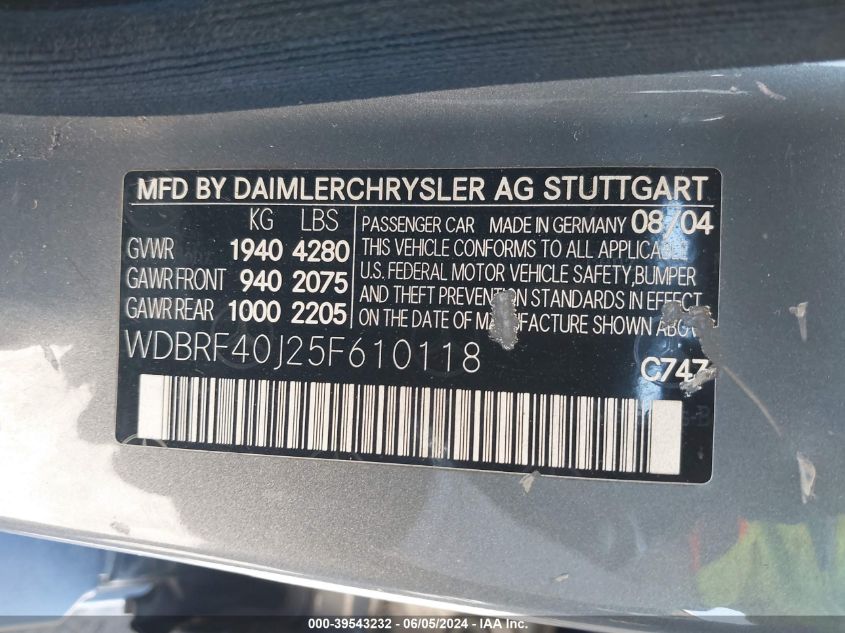 MFD BY DAIMLERCHRYSLER AG STUTTGART
KG LBS
GVWR 1940 4280
GAWR FRONT 940 2075
GAWR REAR 1000 2205
PASSENGER CAR MADE IN GERMANY 08/04
THIS VEHICLE CONFORMS TO ALL APPLICABLE
U.S. FEDERAL MOTOR VEHICLE SAFETY, BUMPER
AND THEFT PREVENTION STANDARDS IN EFFECT
ON THE DATE OF MANUFACTURE SHOWN ABOVE
WDBRF40J25F610118
C747
000-39543232 - 06/05/2024 -